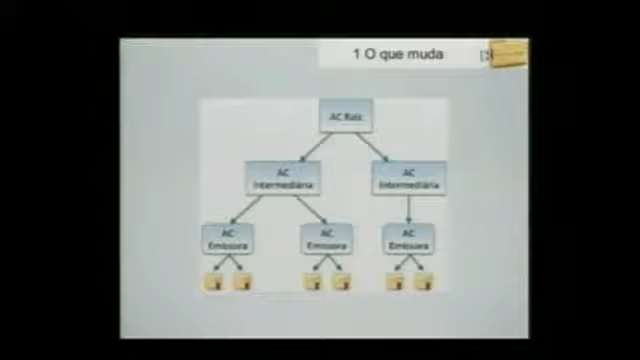 1 O que muda
AC Raiz
AC
Intermediária
AC
Intermediária
AC
Emissora
AC
Emissora
AC
Emissora